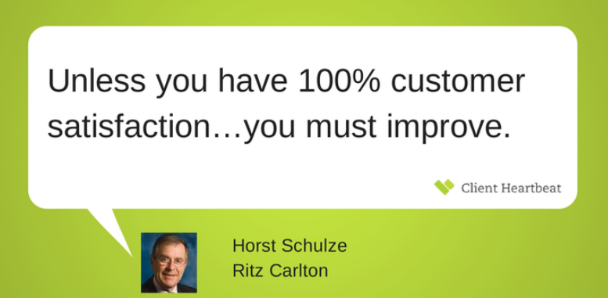 Unless you have 100% customer
satisfaction…you must improve.
Client Heartbeat
Horst Schulze
Ritz Carlton